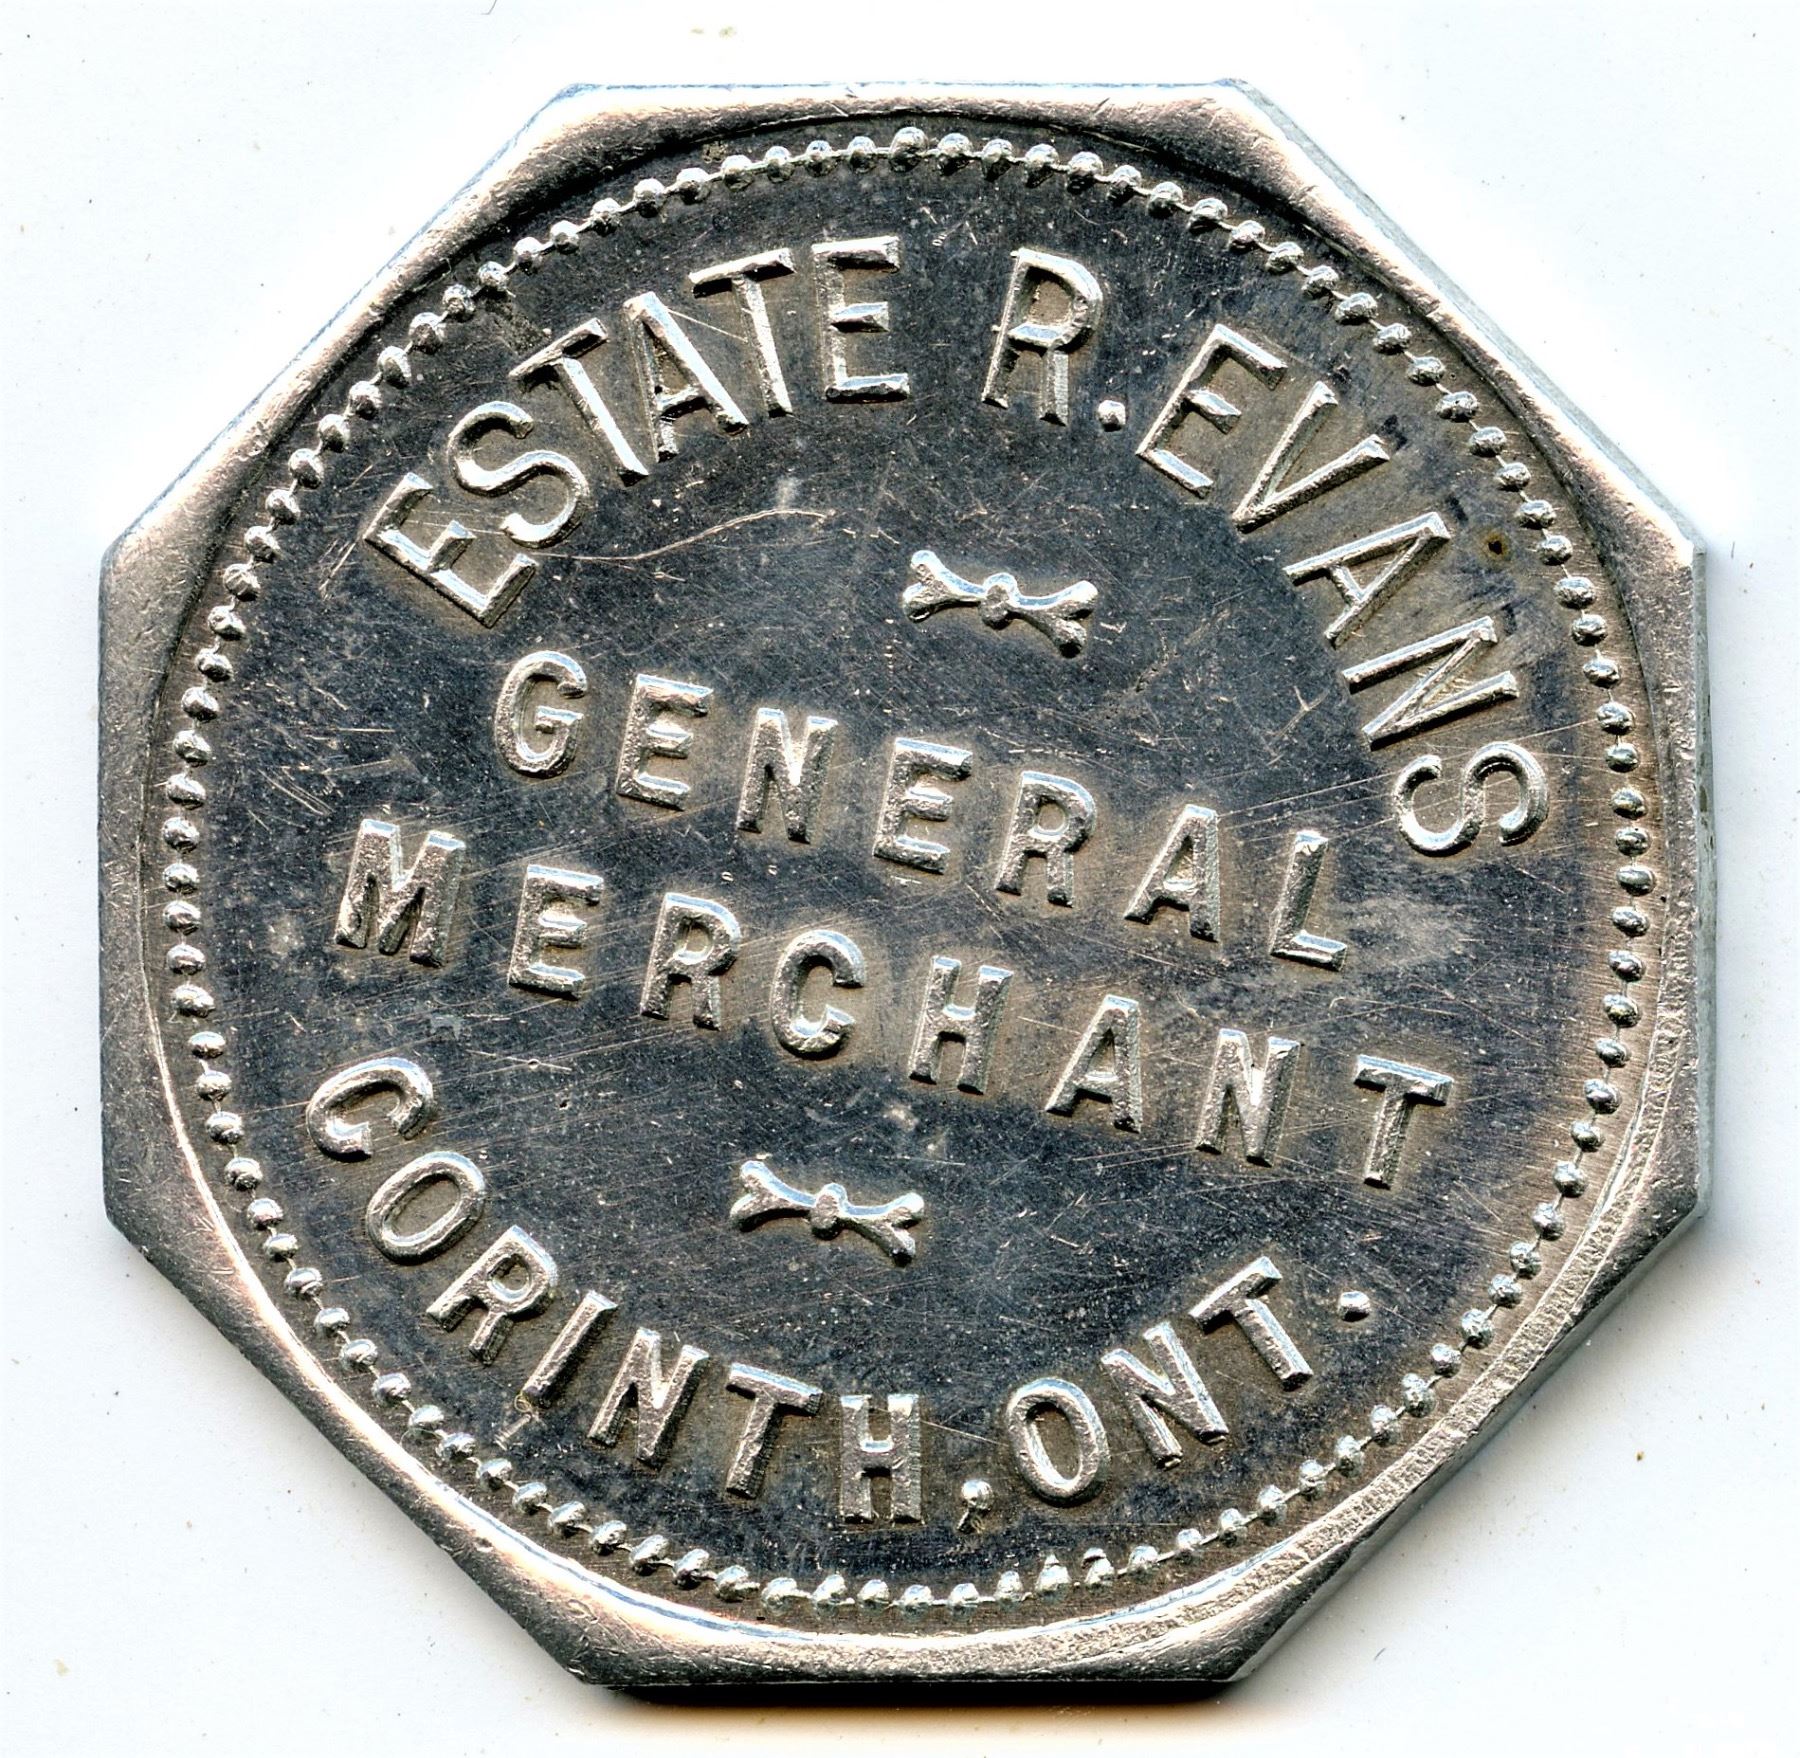 ESTATE R. EVANS
GENERAL
MERCHANT
CORINTH, ONT.